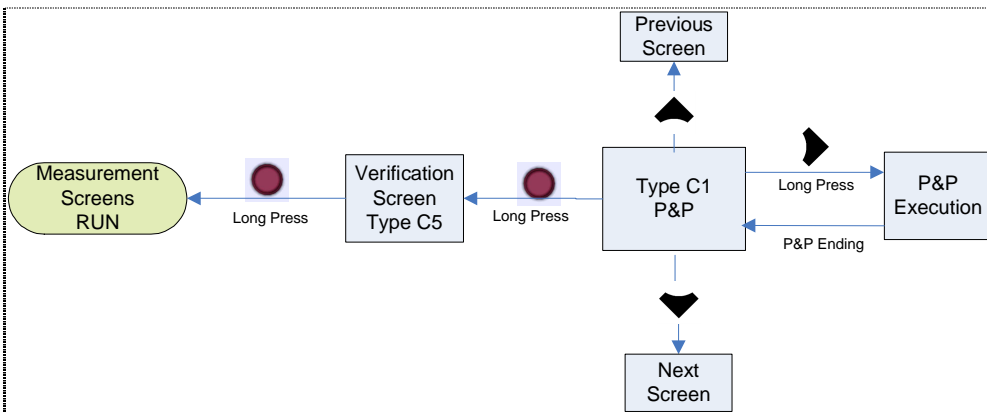 Previous
Screen
Measurement
Screens
RUN
Long Press
Verification
Screen
Type C5
Long Press
Type C1
P&P
Long Press
P&P Ending
P&P
Execution
Next
Screen